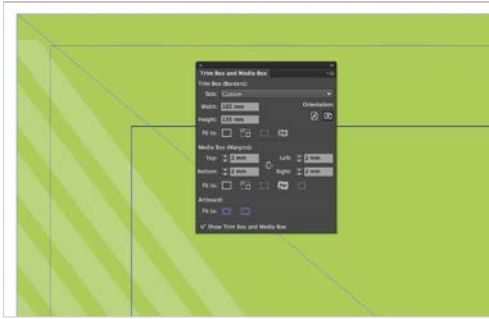 Trim Box and Media Box
Trim Box (Borders):
Size: Custom
Width: 160 mm
Orientation:
Height:
Fit to:
Media Box (Margins):
Top: 2 mm Left: 2 mm
Bottom: 2 mm Right: 2 mm
Fit to:
Artboard:
Fit to:
Show Trim Box and Media Box